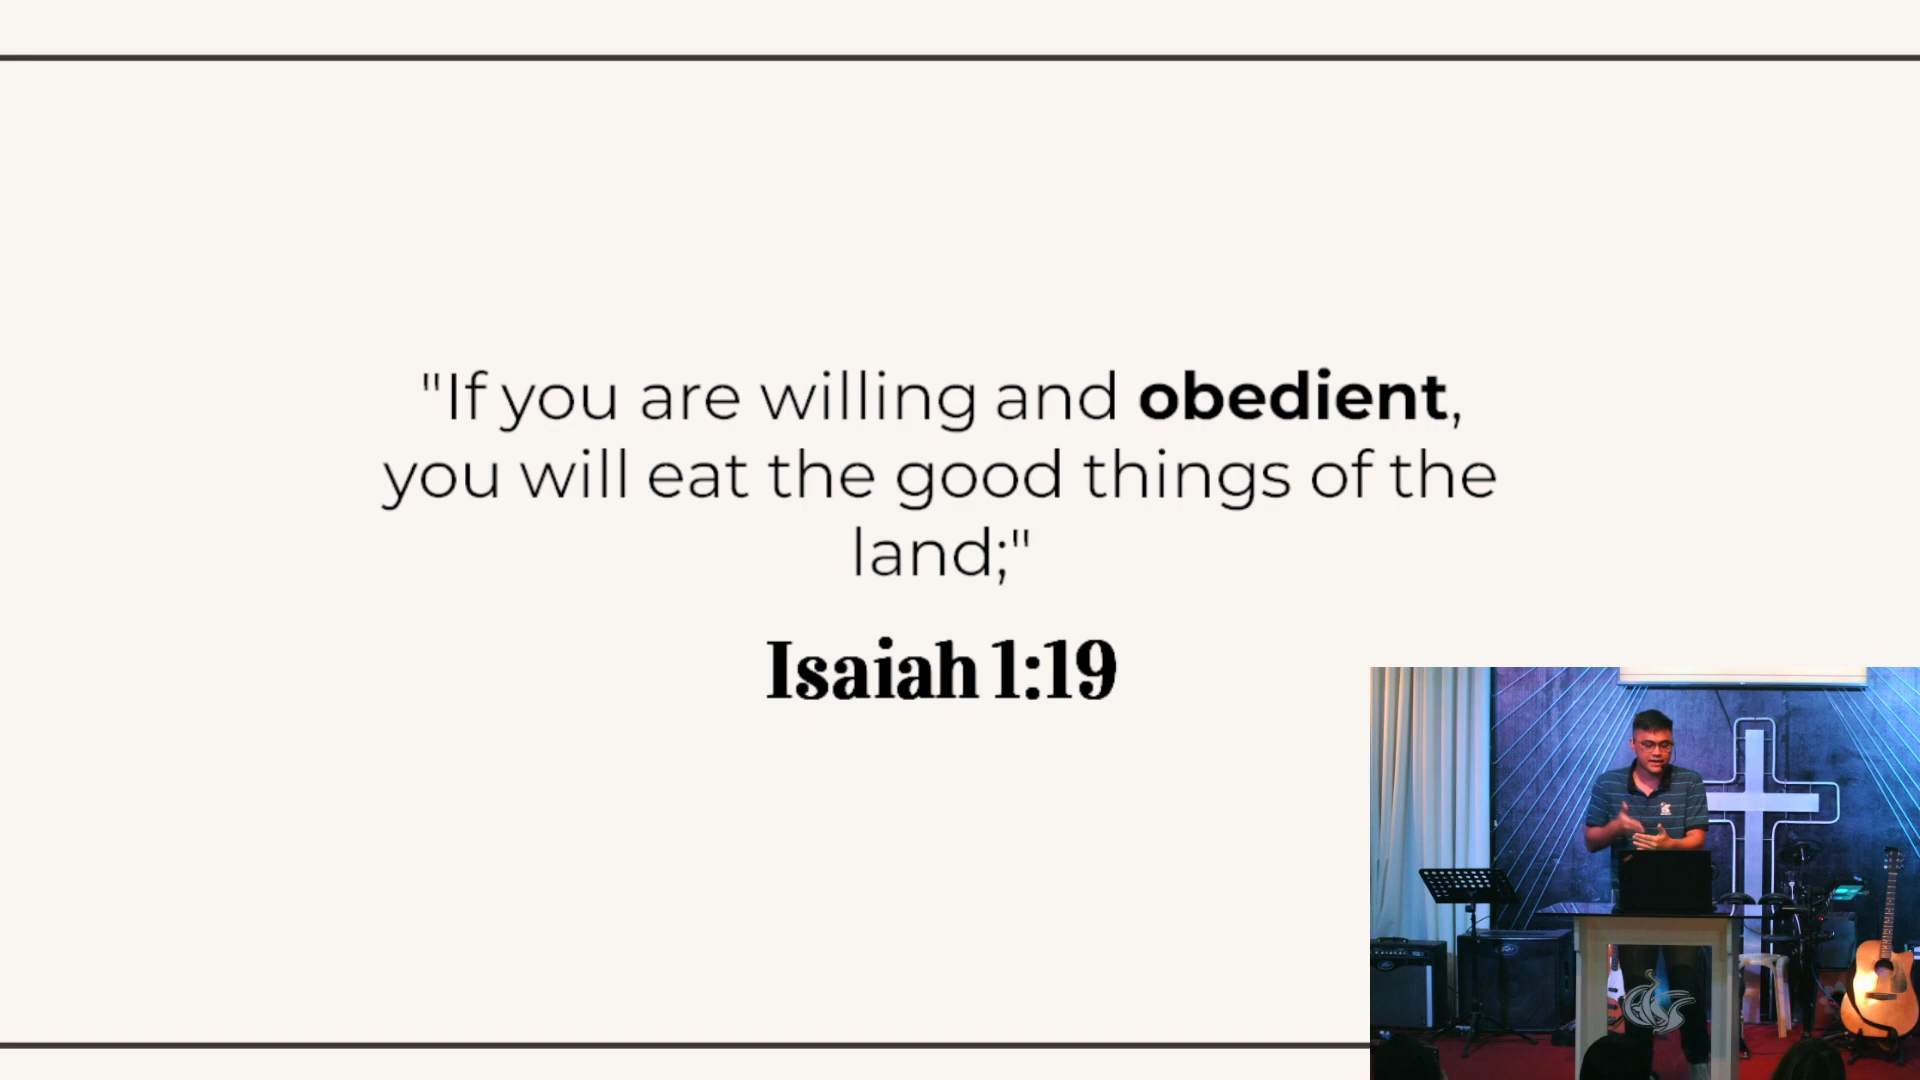 "If you are willing and obedient,
you will eat the good things of the
land;"
Isaiah 1:19